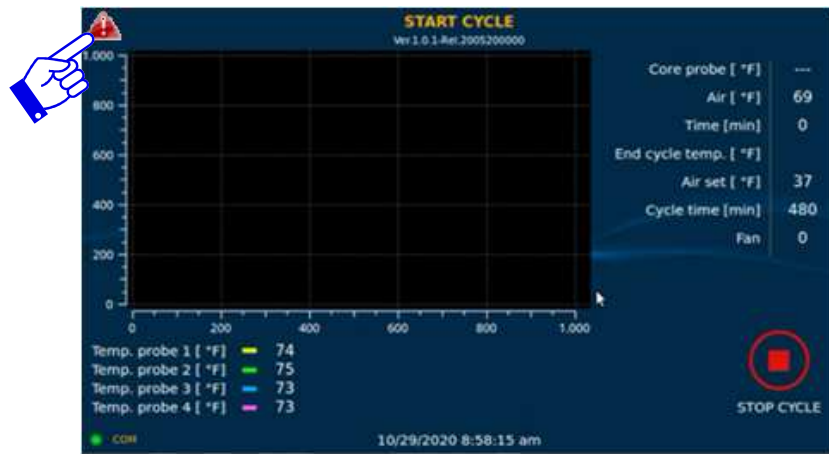 START CYCLE
Ver 1.0.1-Rel.2005200000
1.000
800
600
400
200
0
0 200 400 600 800 1.000
Core probe [ °F] ---
Air [ °F] 69
Time [min] 0
End cycle temp. [ °F]
Air set [ °F] 37
Cycle time [min] 480
Fan 0
Temp. probe 1 [ °F] 74
Temp. probe 2 [ °F] 75
Temp. probe 3 [ °F] 73
Temp. probe 4 [ °F] 73
STOP CYCLE
COM
10/29/2020 8:58:15 am